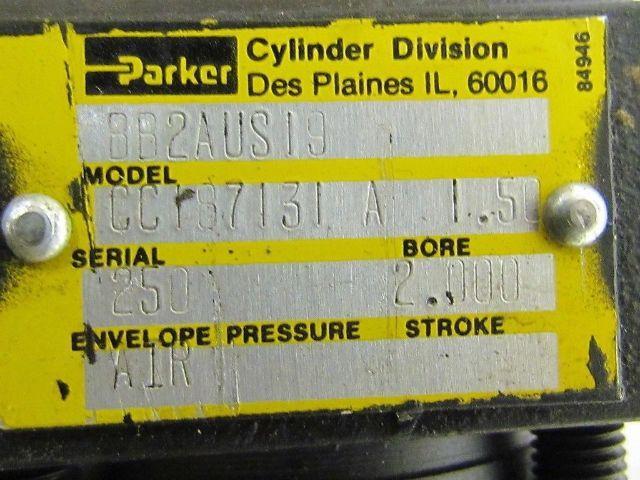 Parker
Cylinder Division
Des Plaines IL, 60016
84946
BB2AUS19
MODEL
CC187131 A 1.50
SERIAL BORE
250 2.000
ENVELOPE PRESSURE STROKE
AIR